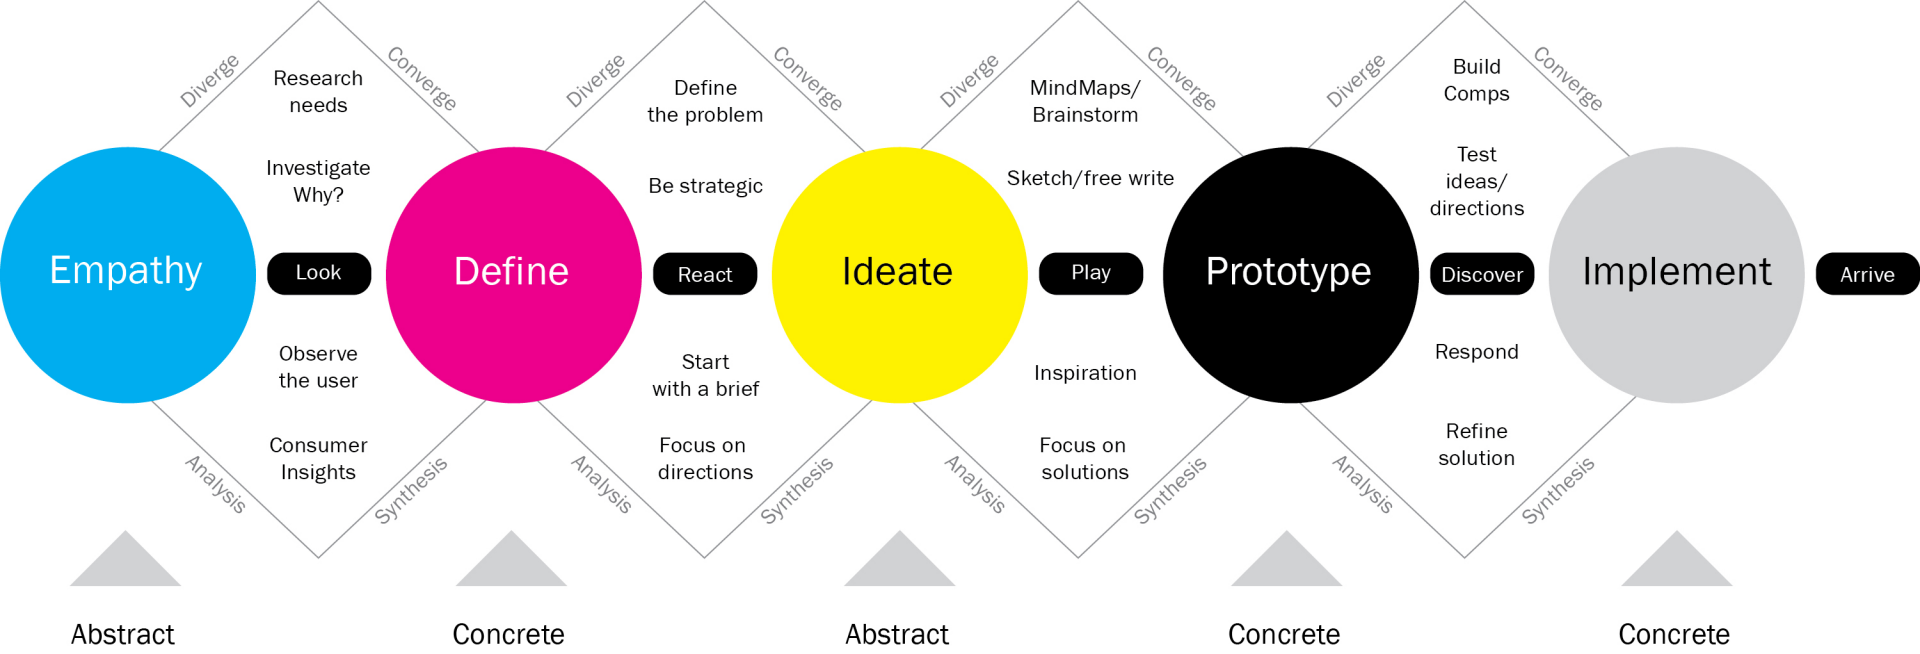 Diverge
Converge
Diverge
Converge
Diverge
Converge
Diverge
Converge
Empathy
Research
needs
Investigate
Why?
Look
Observe
the user
Consumer
Insights
Analysis
Synthesis
Define
Define
the problem
Be strategic
React
Start
with a brief
Focus on
directions
Analysis
Synthesis
Ideate
MindMaps/
Brainstorm
Sketch/free write
Play
Inspiration
Focus on
solutions
Analysis
Synthesis
Prototype
Build
Comps
Test
ideas/
directions
Discover
Respond
Refine
solution
Analysis
Synthesis
Implement
Arrive
Abstract
Concrete
Abstract
Concrete
Concrete